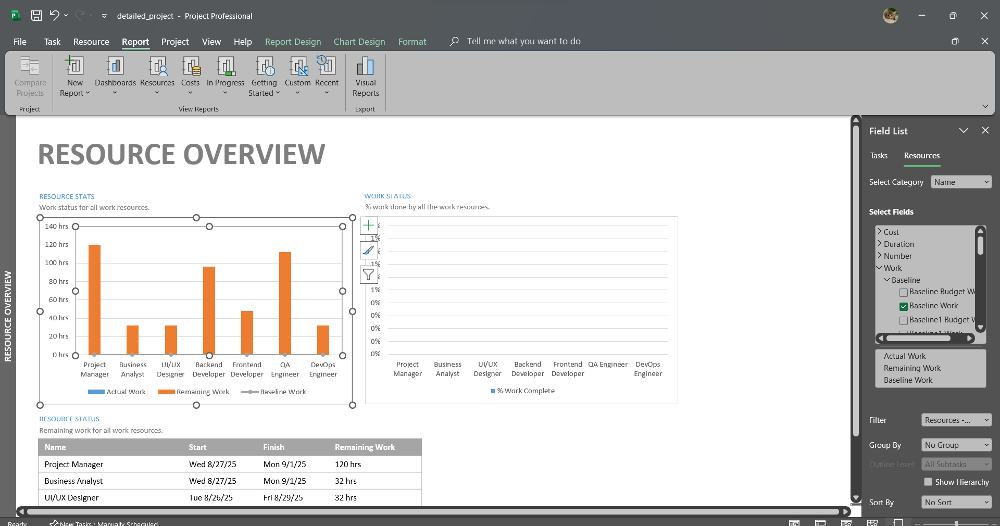 detailed_project - Project Professional
File Task Resource Report Project View Help Report Design Chart Design Format Tell me what you want to do
Compare Projects
New Report
Dashboards
Resources
Costs
In Progress
Getting Started
Custom
Recent
Visual Reports
Project
View Reports
Export
RESOURCE OVERVIEW
RESOURCE OVERVIEW
RESOURCE STATS
Work status for all work resources.
140 hrs
120 hrs
100 hrs
80 hrs
60 hrs
40 hrs
20 hrs
0 hrs
Project Manager
Business Analyst
UI/UX Designer
Backend Developer
Frontend Developer
QA Engineer
DevOps Engineer
Actual Work Remaining Work Baseline Work
WORK STATUS
% work done by all the work resources.
%
1%
%
1%
%
1%
0%
0%
0%
0%
0%
Project Manager
Business Analyst
UI/UX Designer
Backend Developer
Frontend Developer
QA Engineer
DevOps Engineer
% Work Complete
RESOURCE STATUS
Remaining work for all work resources.
Name Start Finish Remaining Work
Project Manager Wed 8/27/25 Mon 9/1/25 120 hrs
Business Analyst Wed 8/27/25 Mon 9/1/25 32 hrs
UI/UX Designer Tue 8/26/25 Fri 8/29/25 32 hrs
Field List
Tasks Resources
Select Category Name
Select Fields
Cost
Duration
Number
Work
Baseline
Baseline Budget W
Baseline Work
Baseline1 Budget
Baseline1 Work
Actual Work
Remaining Work
Baseline Work
Filter Resources -...
Group By No Group
Outline Level All Subtasks
Show Hierarchy
Sort By No Sort
Ready New Tasks : Manually Scheduled